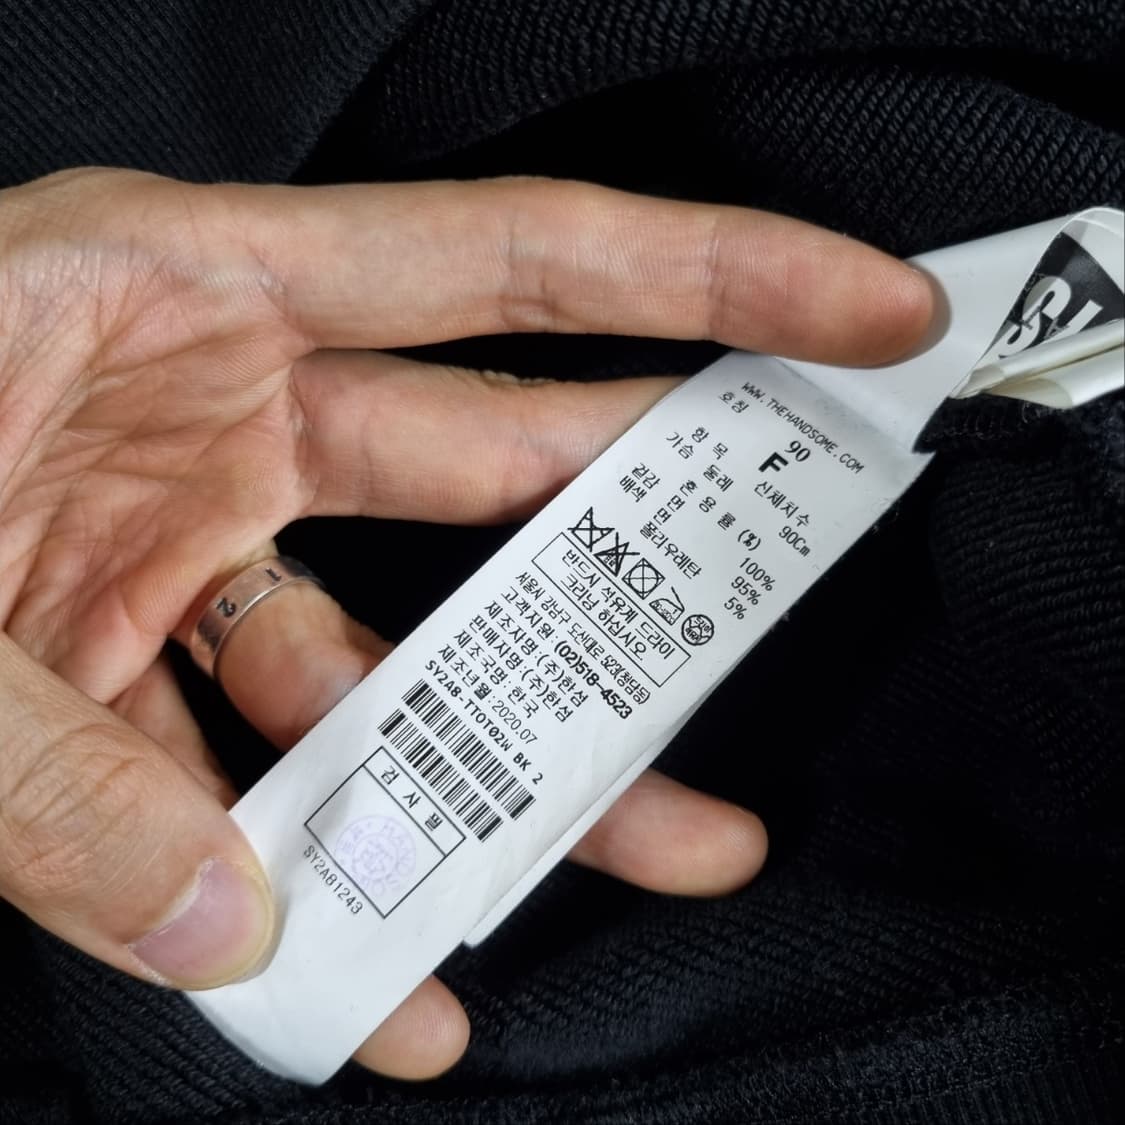 WWW.THEHANDSOME.COM
호칭 90
F
항목 신체치수
가슴 둘레 90Cm
혼 용 률 (%)
겉감 면 100%
배색 면 95%
폴리우레탄 5%
반드시 석유계 드라이
크리닝 하십시오
서울시 강남구 도산대로 523(청담동)
고객지원:(02)518-4523
제조자명:(주)한섬
판매자명:(주)한섬
제조국명:한국
제조년월:2020.07
SY2A8-TTOT02W BK 2
검 사 필
SY2A81243
12